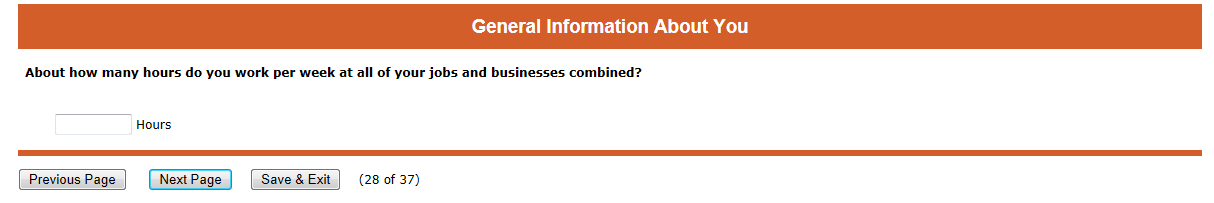 General Information About You
About how many hours do you work per week at all of your jobs and businesses combined?
Hours
Previous Page Next Page Save & Exit (28 of 37)